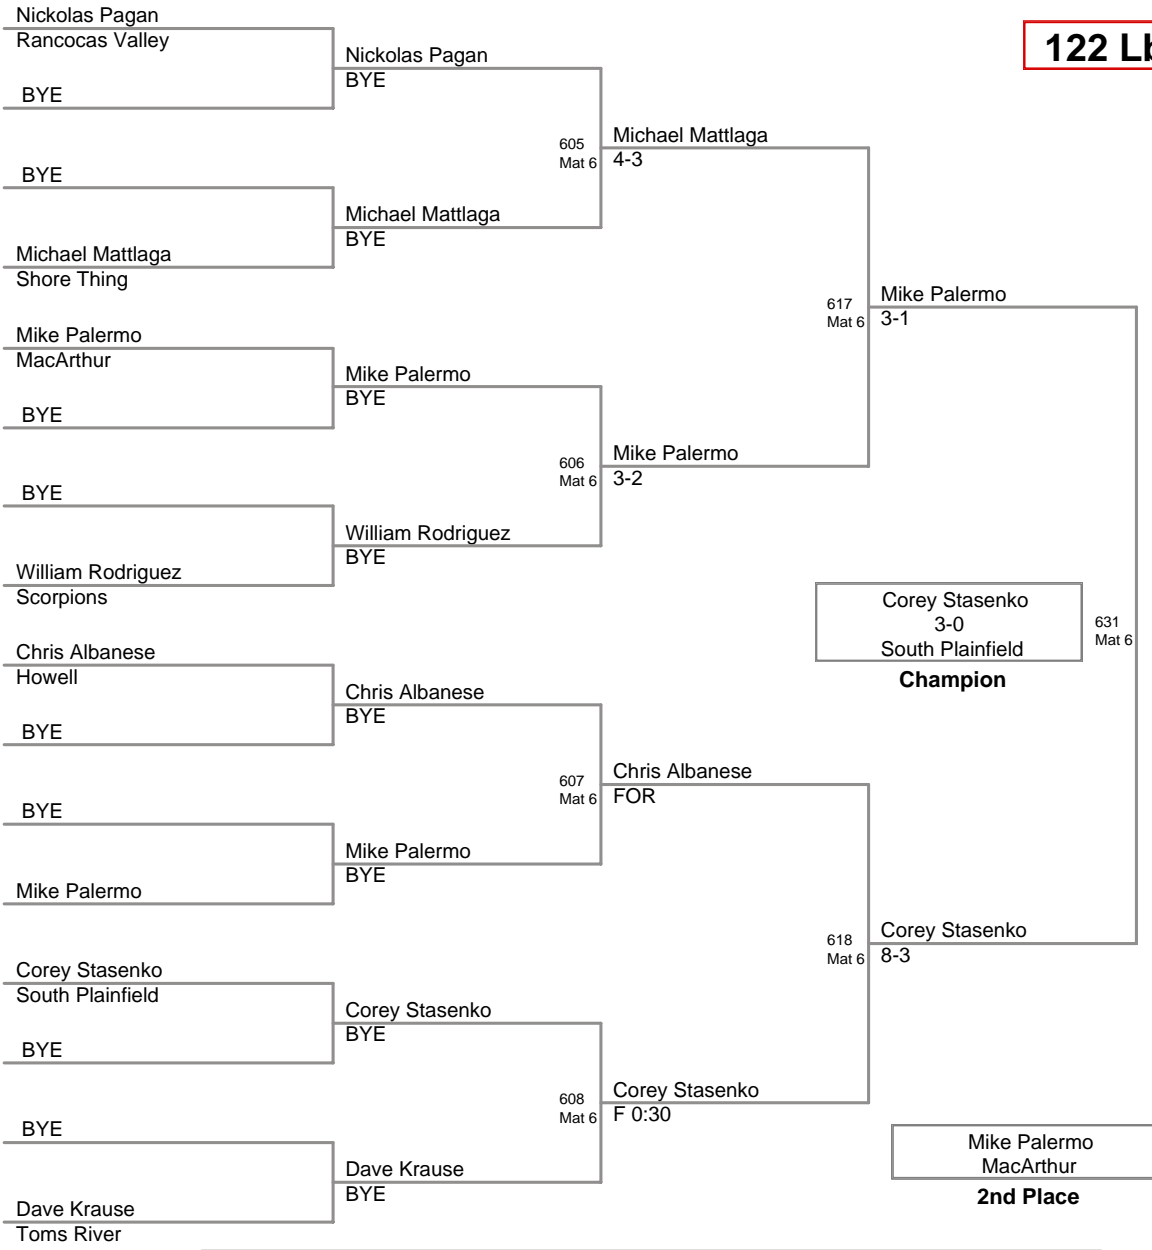 Nickolas Pagan
Rancocas Valley
BYE
BYE
Michael Mattlaga
Shore Thing
Mike Palermo
MacArthur
BYE
BYE
William Rodriguez
Scorpions
Chris Albanese
Howell
BYE
BYE
Mike Palermo
Corey Stasenko
South Plainfield
BYE
BYE
Dave Krause
Toms River
Nickolas Pagan
BYE
Michael Mattlaga
BYE
Mike Palermo
BYE
William Rodriguez
BYE
Chris Albanese
BYE
Mike Palermo
BYE
Corey Stasenko
BYE
Dave Krause
BYE
605
Mat 6
Michael Mattlaga
4-3
606
Mat 6
Mike Palermo
3-2
607
Mat 6
Chris Albanese
FOR
608
Mat 6
Corey Stasenko
F 0:30
617
Mat 6
Mike Palermo
3-1
618
Mat 6
Corey Stasenko
8-3
122 Lb
Corey Stasenko
3-0
South Plainfield
Champion
631
Mat 6
Mike Palermo
MacArthur
2nd Place